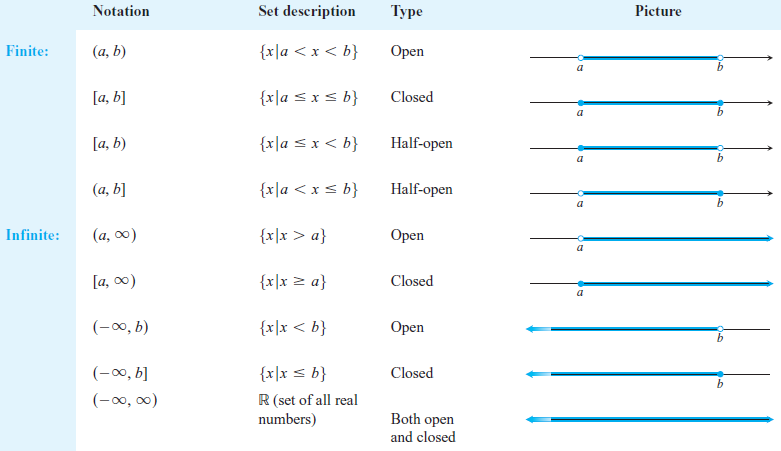 Notation Set description Type Picture
Finite: (a, b) {x|a < x < b} Open
a b
[a, b] {x|a ≤ x ≤ b} Closed
a b
[a, b) {x|a ≤ x < b} Half-open
a b
(a, b] {x|a < x ≤ b} Half-open
a b
Infinite: (a, ∞) {x|x > a} Open
a
[a, ∞) {x|x ≥ a} Closed
a
(−∞, b) {x|x < b} Open
b
(−∞, b] {x|x ≤ b} Closed
b
(−∞, ∞) ℝ (set of all real
numbers) Both open
and closed